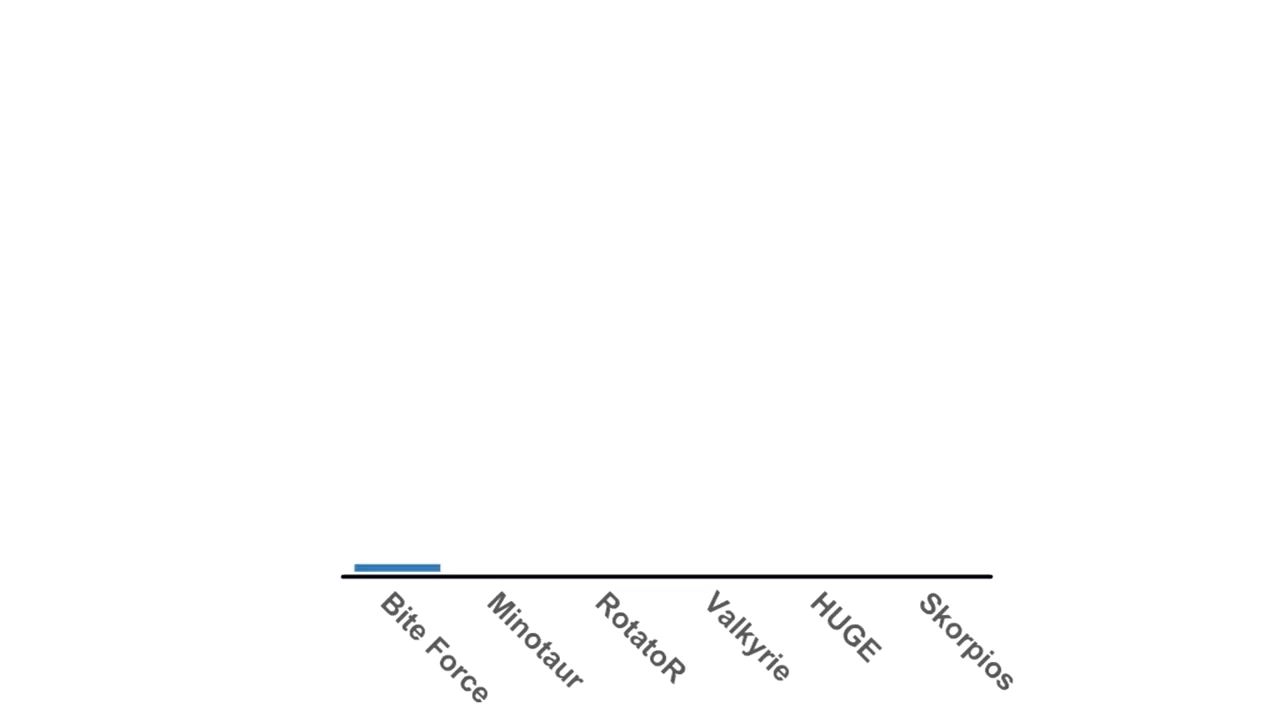 Bite Force
Minotaur
RotatoR
Valkyrie
HUGE
Skorpios